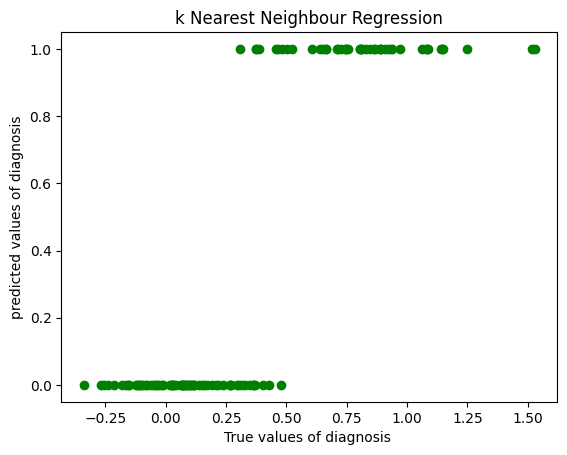 k Nearest Neighbour Regression
1.0
0.8
0.6
0.4
0.2
0.0
predicted values of diagnosis
−0.25 0.00 0.25 0.50 0.75 1.00 1.25 1.50
True values of diagnosis